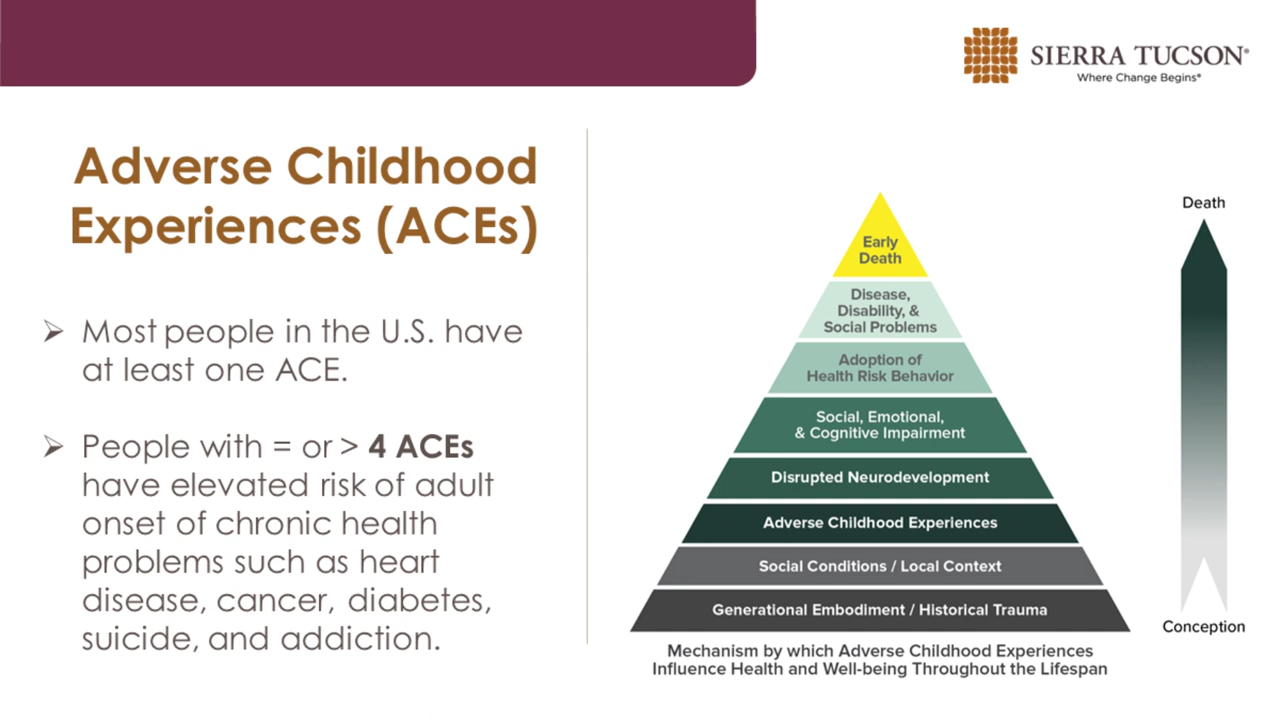 SIERRA TUCSON®
Where Change Begins®
Adverse Childhood
Experiences (ACEs)
➢ Most people in the U.S. have
at least one ACE.
➢ People with = or > 4 ACEs
have elevated risk of adult
onset of chronic health
problems such as heart
disease, cancer, diabetes,
suicide, and addiction.
Early
Death
Disease,
Disability, &
Social Problems
Adoption of
Health Risk Behavior
Social, Emotional,
& Cognitive Impairment
Disrupted Neurodevelopment
Adverse Childhood Experiences
Social Conditions / Local Context
Generational Embodiment / Historical Trauma
Mechanism by which Adverse Childhood Experiences
Influence Health and Well-being Throughout the Lifespan
Death
Conception